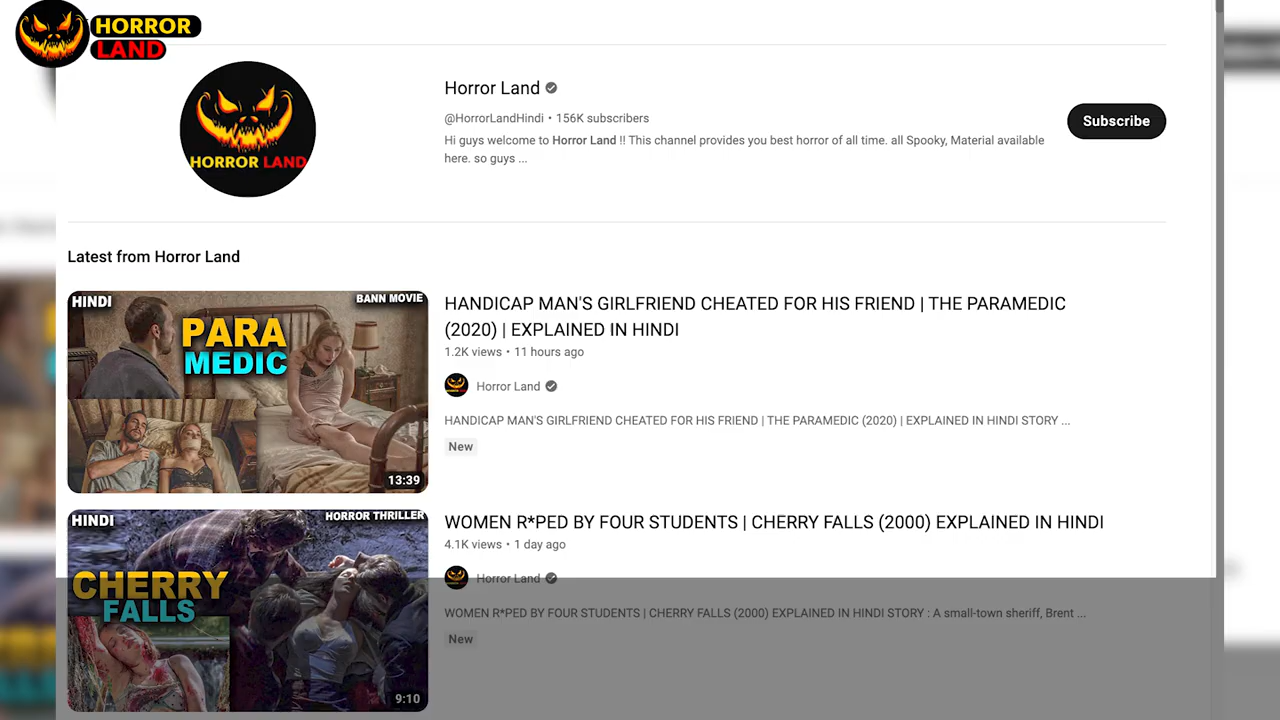 HORROR
LAND
HORROR LAND
Horror Land
@HorrorLandHindi • 156K subscribers
Subscribe
Hi guys welcome to Horror Land !! This channel provides you best horror of all time. all Spooky, Material available
here. so guys ...
Latest from Horror Land
HINDI
BANN MOVIE
PARA
MEDIC
13:39
HANDICAP MAN'S GIRLFRIEND CHEATED FOR HIS FRIEND | THE PARAMEDIC
(2020) | EXPLAINED IN HINDI
1.2K views • 11 hours ago
Horror Land
HANDICAP MAN'S GIRLFRIEND CHEATED FOR HIS FRIEND | THE PARAMEDIC (2020) | EXPLAINED IN HINDI STORY ...
New
HINDI
HORROR THRILLER
CHERRY
FALLS
9:10
WOMEN R*PED BY FOUR STUDENTS | CHERRY FALLS (2000) EXPLAINED IN HINDI
4.1K views • 1 day ago
Horror Land
WOMEN R*PED BY FOUR STUDENTS | CHERRY FALLS (2000) EXPLAINED IN HINDI STORY : A small-town sheriff, Brent ...
New